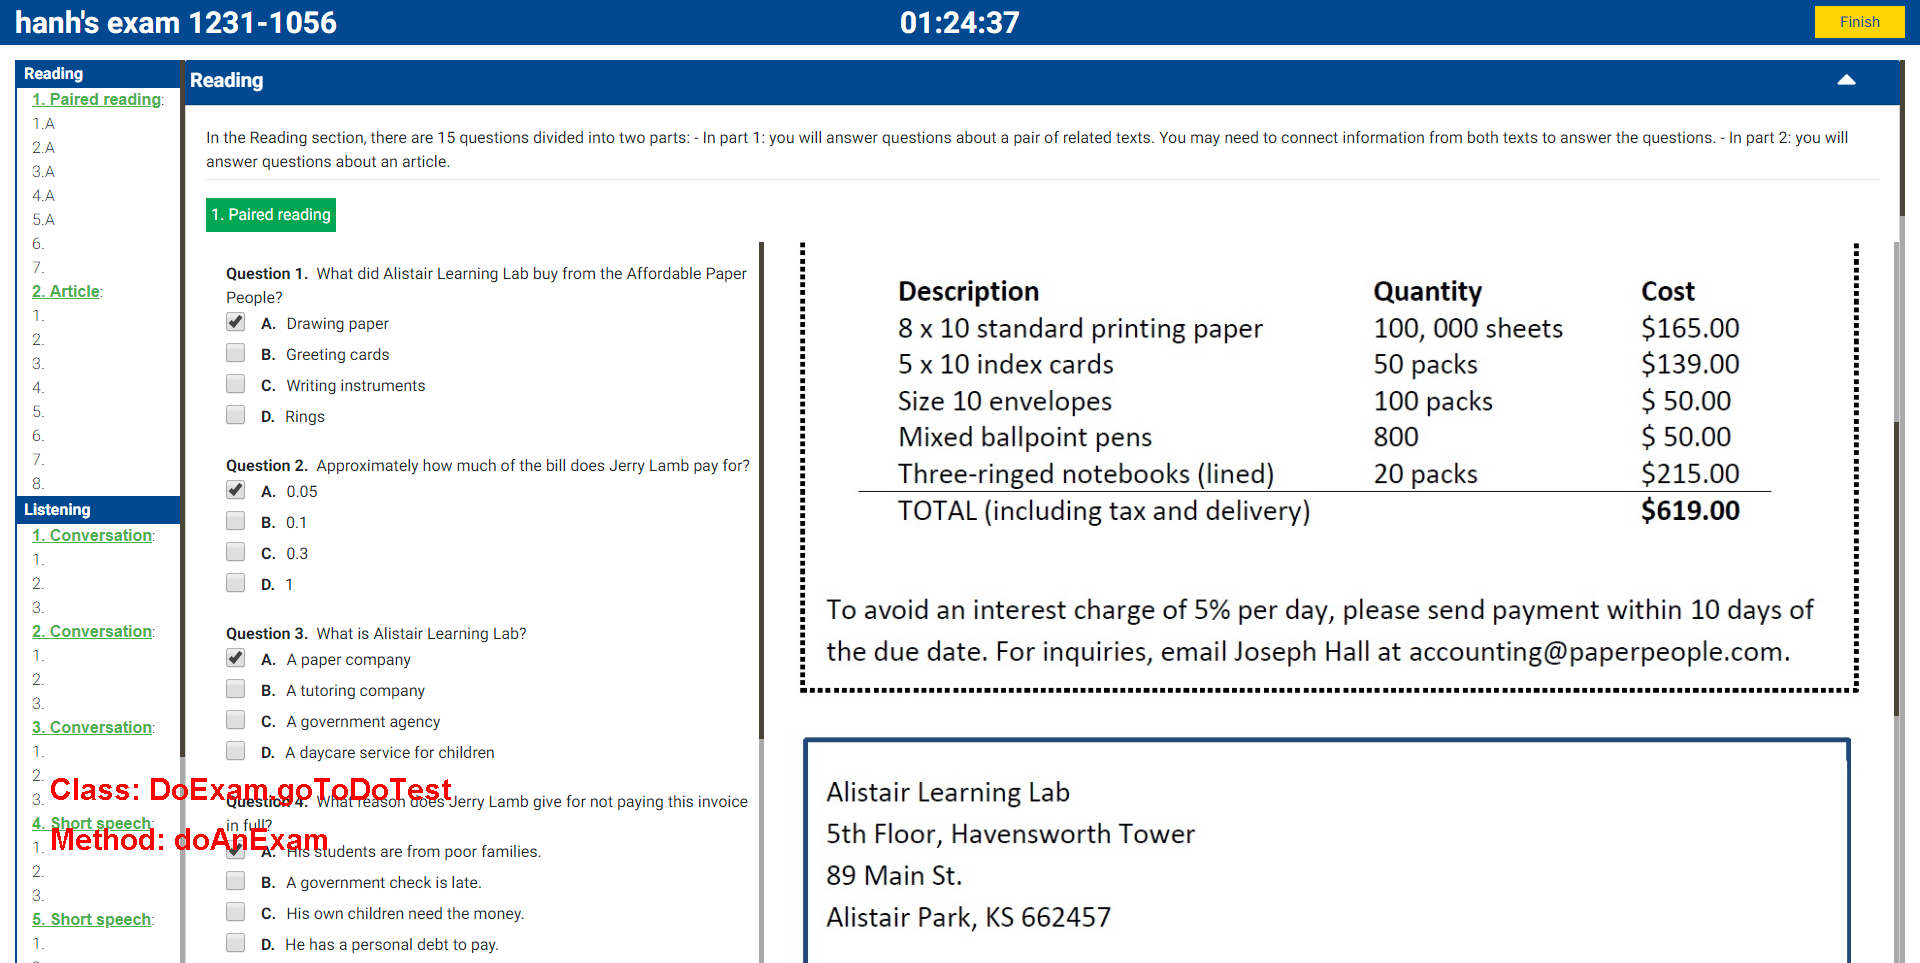 hanh's exam 1231-1056
01:24:37
Finish
Reading
1. Paired reading:
1.A
2.A
3.A
4.A
5.A
6.
7.
2. Article:
1.
2.
3.
4.
5.
6.
7.
8.
Listening
1. Conversation:
1.
2.
3.
2. Conversation:
1.
2.
3.
3. Conversation:
1.
2.
3.
4. Short speech:
1.
2.
3.
5. Short speech:
1.
Reading
In the Reading section, there are 15 questions divided into two parts: - In part 1: you will answer questions about a pair of related texts. You may need to connect information from both texts to answer the questions. - In part 2: you will
answer questions about an article.
1. Paired reading
Question 1. What did Alistair Learning Lab buy from the Affordable Paper
People?
A. Drawing paper
B. Greeting cards
C. Writing instruments
D. Rings
Question 2. Approximately how much of the bill does Jerry Lamb pay for?
A. 0.05
B. 0.1
C. 0.3
D. 1
Question 3. What is Alistair Learning Lab?
A. A paper company
B. A tutoring company
C. A government agency
D. A daycare service for children
Question 4. What reason does Jerry Lamb give for not paying this invoice
in full?
A. His students are from poor families.
B. A government check is late.
C. His own children need the money.
D. He has a personal debt to pay.
Class: DoExam.goToDoTest
Method: doAnExam
Description Quantity Cost
8 x 10 standard printing paper 100, 000 sheets $165.00
5 x 10 index cards 50 packs $139.00
Size 10 envelopes 100 packs $ 50.00
Mixed ballpoint pens 800 $ 50.00
Three-ringed notebooks (lined) 20 packs $215.00
TOTAL (including tax and delivery) $619.00
To avoid an interest charge of 5% per day, please send payment within 10 days of
the due date. For inquiries, email Joseph Hall at accounting@paperpeople.com.
Alistair Learning Lab
5th Floor, Havensworth Tower
89 Main St.
Alistair Park, KS 662457